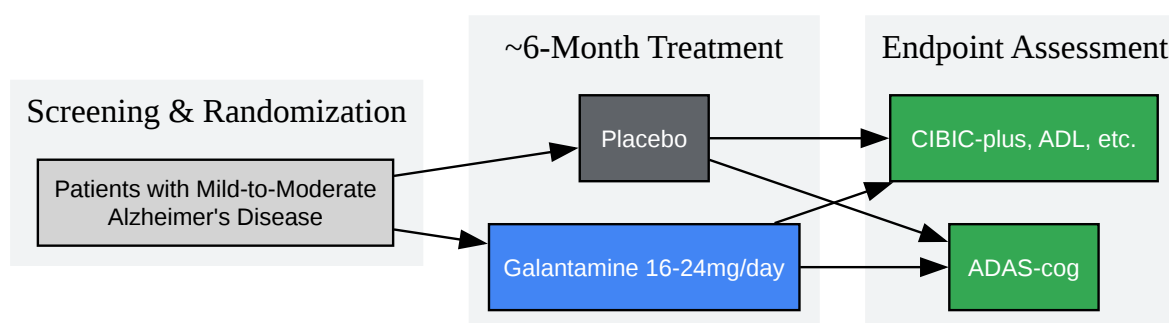 Screening & Randomization
Patients with Mild-to-Moderate
Alzheimer's Disease
~6-Month Treatment
Placebo
Galantamine 16-24mg/day
Endpoint Assessment
CIBIC-plus, ADL, etc.
ADAS-cog